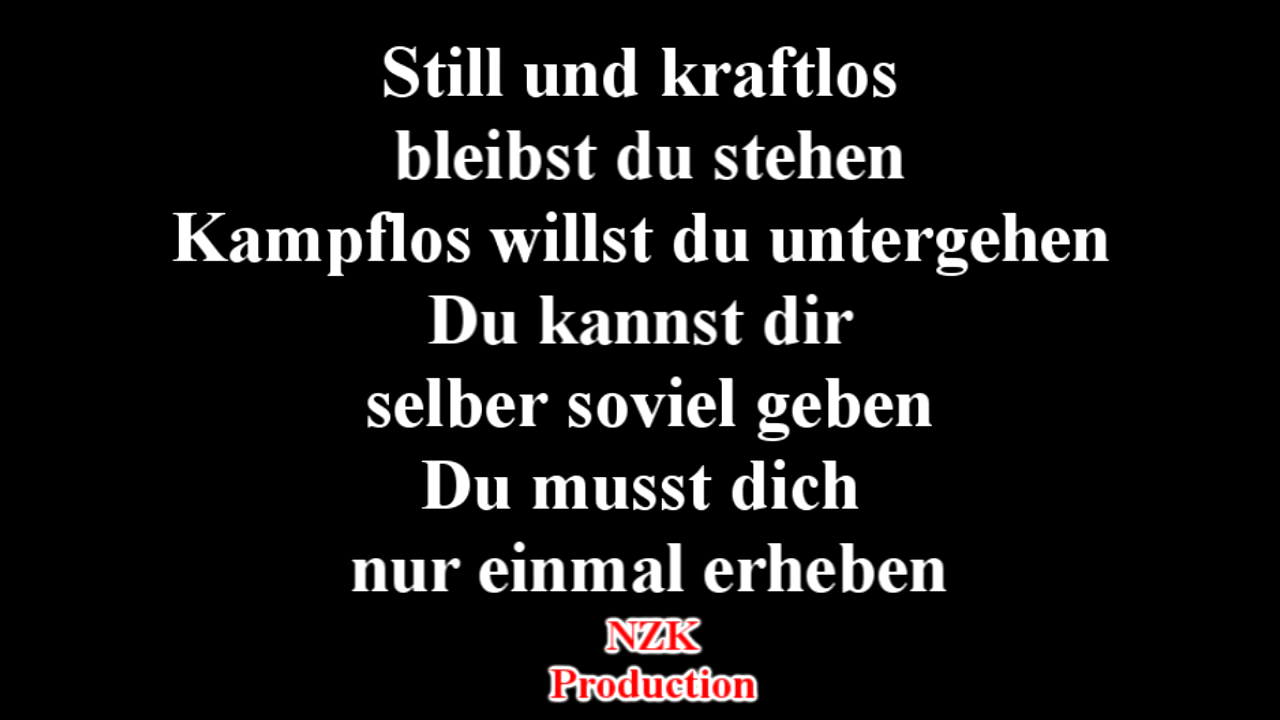 Still und kraftlos
bleibst du stehen
Kampflos willst du untergehen
Du kannst dir
selber soviel geben
Du musst dich
nur einmal erheben
NZK
Production